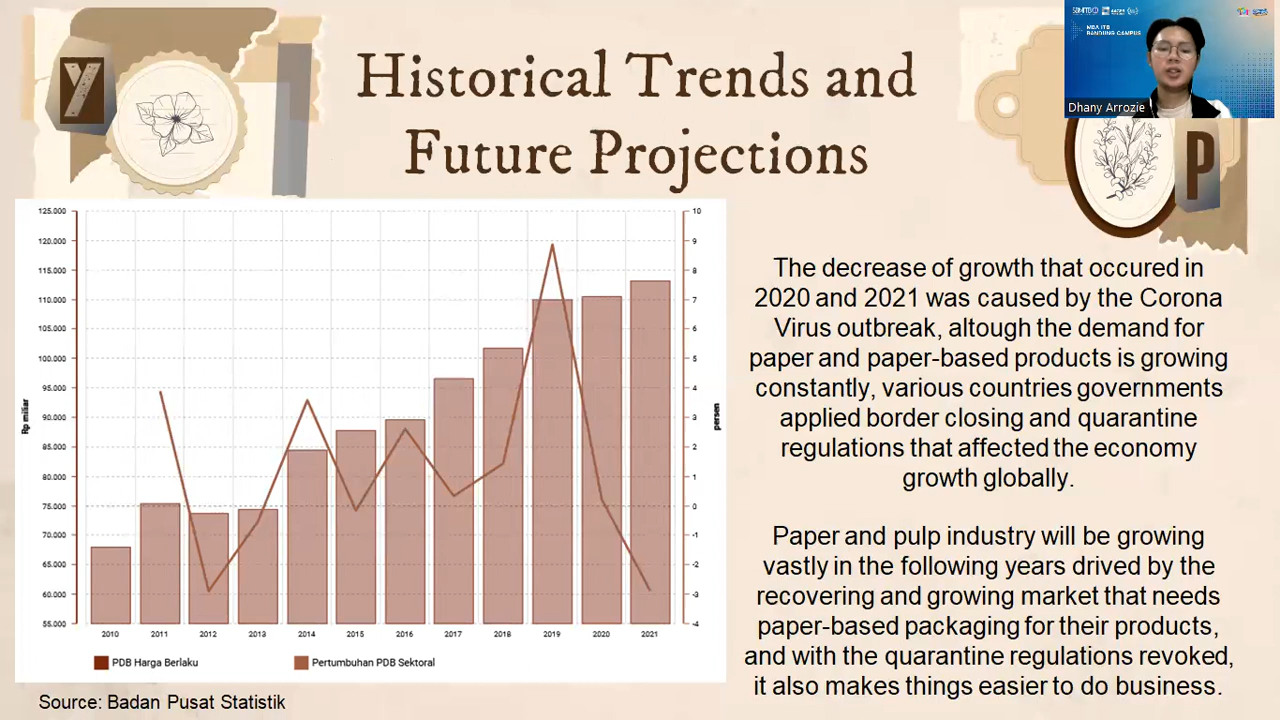 Y
Historical Trends and
Future Projections
MBA ITB
BANDUNG CAMPUS
Dhany Arrozie
P
125.000
120.000
115.000
110.000
105.000
100.000
95.000
90.000
85.000
80.000
75.000
70.000
65.000
60.000
55.000
Rp miliar
10
9
8
7
6
5
4
3
2
1
0
-1
-2
-3
-4
persen
2010 2011 2012 2013 2014 2015 2016 2017 2018 2019 2020 2021
PDB Harga Berlaku Pertumbuhan PDB Sektoral
Source: Badan Pusat Statistik
The decrease of growth that occured in
2020 and 2021 was caused by the Corona
Virus outbreak, altough the demand for
paper and paper-based products is growing
constantly, various countries governments
applied border closing and quarantine
regulations that affected the economy
growth globally.
Paper and pulp industry will be growing
vastly in the following years drived by the
recovering and growing market that needs
paper-based packaging for their products,
and with the quarantine regulations revoked,
it also makes things easier to do business.